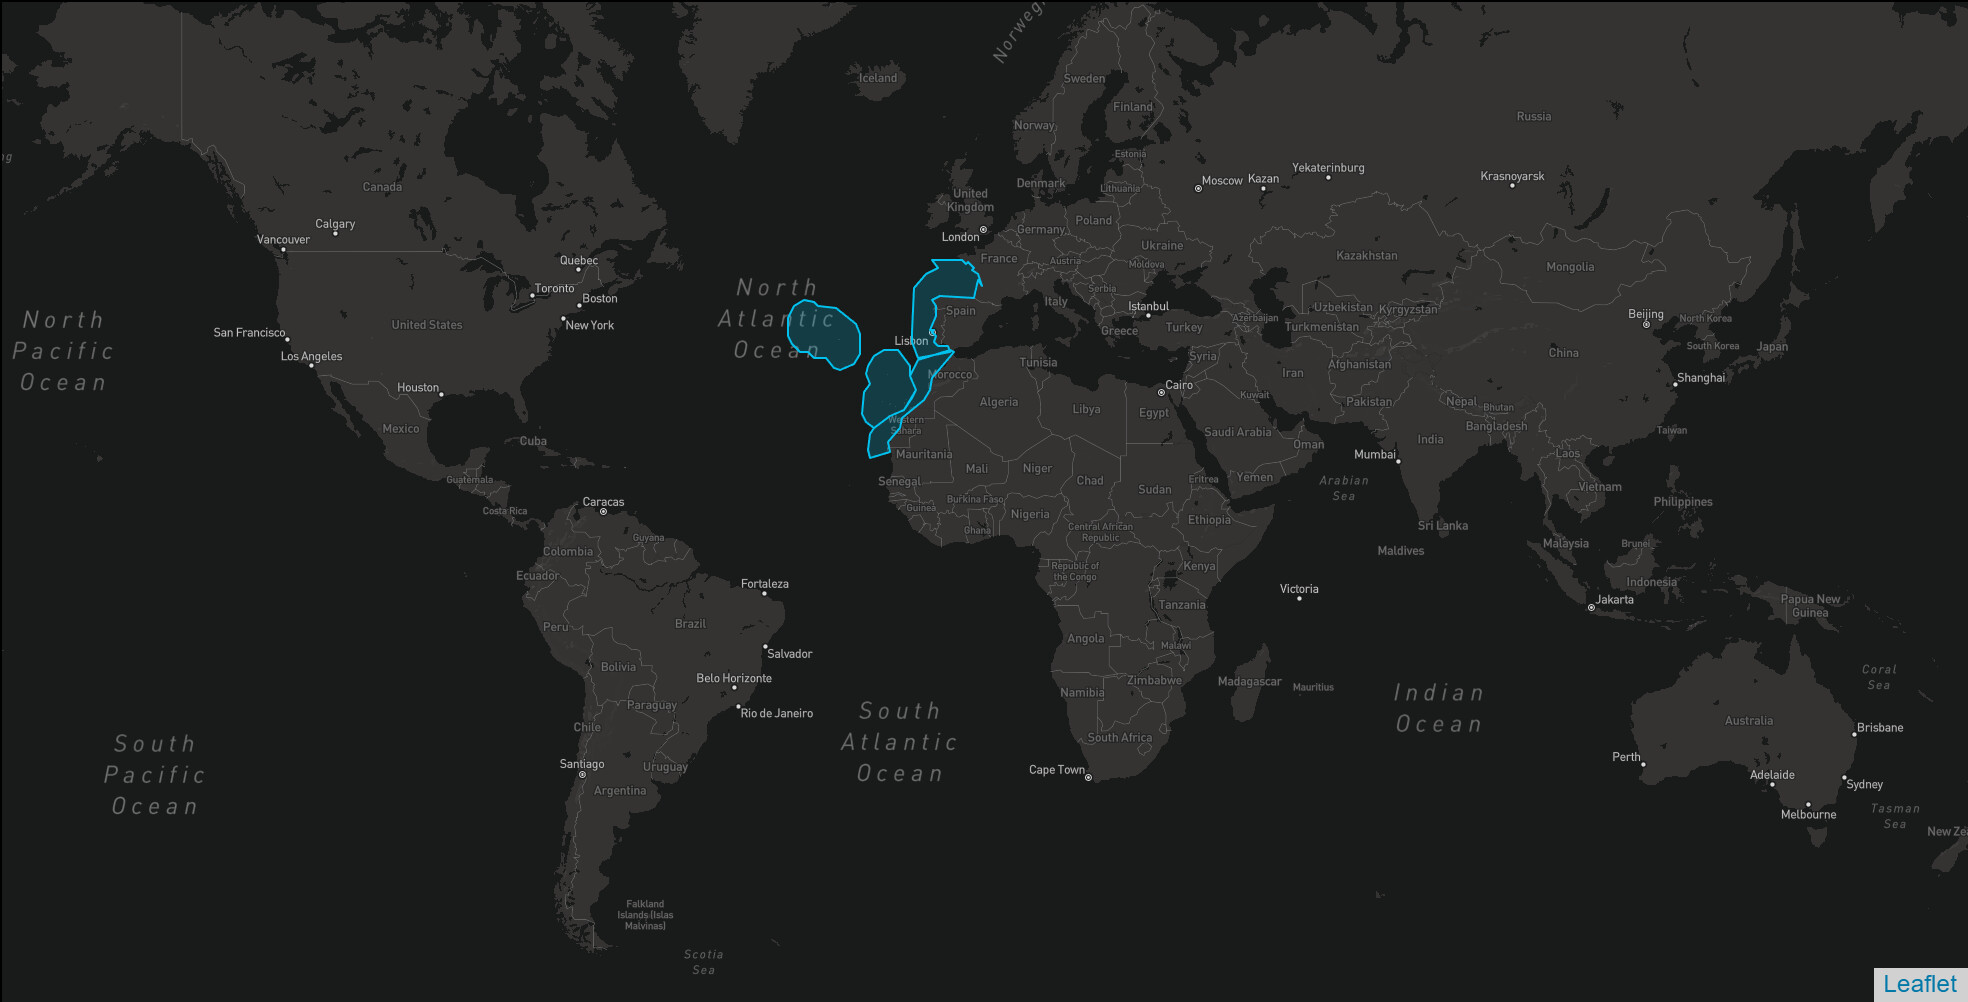 Norweg
Iceland
Sweden
Finland
Norway
Russia
Estonia
ng
Canada
United
Kingdom
Denmark
Lithuania
Moscow
Kazan
Yekaterinburg
Krasnoyarsk
Calgary
Vancouver
London
Germany
Poland
Ukraine
Kazakhstan
Mongolia
Quebec
France
Austria
Moldova
Toronto
Boston
North
Atlantic
Ocean
Serbia
Italy
Istanbul
Uzbekistan
Kyrgyzstan
North
Pacific
Ocean
San Francisco
United States
New York
Lisbon
Spain
Greece
Turkey
Azerbaijan
Turkmenistan
Beijing
North Korea
South Korea
Japan
Los Angeles
Morocco
Tunisia
Syria
Iran
Afghanistan
China
Shanghai
Houston
Algeria
Libya
Cairo
Egypt
Kuwait
Pakistan
Nepal
Bhutan
Mexico
Cuba
Western
Sahara
Saudi Arabia
Oman
India
Bangladesh
Taiwan
Guatemala
Mauritania
Mali
Niger
Chad
Sudan
Eritrea
Yemen
Mumbai
Arabian
Sea
Laos
Vietnam
Philippines
Costa Rica
Caracas
Senegal
Guinea
Burkina Faso
Ghana
Nigeria
Central African
Republic
Ethiopia
Sri Lanka
Maldives
Malaysia
Brunei
Guyana
Colombia
Ecuador
Fortaleza
Republic of
the Congo
Kenya
Victoria
Indonesia
Jakarta
Papua New
Guinea
Peru
Brazil
Tanzania
Angola
Malawi
Salvador
Bolivia
Belo Horizonte
Rio de Janeiro
Zimbabwe
Namibia
Madagascar
Mauritius
Coral
Sea
South
Atlantic
Ocean
Indian
Ocean
Paraguay
Chile
South Africa
Australia
Brisbane
South
Pacific
Ocean
Santiago
Uruguay
Argentina
Cape Town
Perth
Adelaide
Sydney
Melbourne
Tasman
Sea
New Zea
Falkland
Islands (Islas
Malvinas)
Scotia
Sea
Leaflet